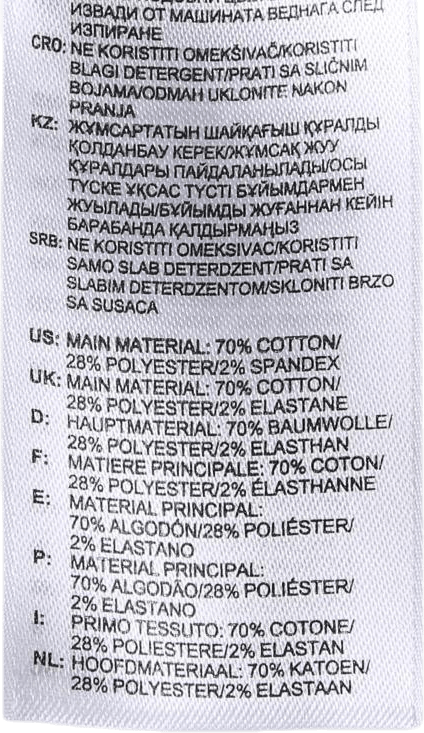 ИЗВАДИ ОТ МАШИНАТА ВЕДНАГА СЛЕД
ИЗПИРАНЕ
CRO: NE KORISTITI OMEKŠIVAČ/KORISTITI
BLAGI DETERGENT/PRATI SA SLIČNIM
BOJAMA/ODMAH UKLONITE NAKON
PRANJA
KZ: ЖҰМСАРТАТЫН ШАЙҚАҒЫШ ҚҰРАЛДЫ
ҚОЛДАНБАУ КЕРЕК/ЖҰМСАҚ ЖУУ
ҚҰРАЛДАРЫ ПАЙДАЛАНЫЛАДЫ/ОСЫ
ТҮСКЕ ҰҚСАС ТҮСТІ БҰЙЫМДАРМЕН
ЖУЫЛАДЫ/БҰЙЫМДЫ ЖУҒАННАН КЕЙІН
БАРАБАНДА ҚАЛДЫРМАҢЫЗ
SRB: NE KORISTITI OMEKSIVAC/KORISTITI
SAMO SLAB DETERDZENT/PRATI SA
SLABIM DETERDZENTOM/SKLONITI BRZO
SA SUSACA
US: MAIN MATERIAL: 70% COTTON/
28% POLYESTER/2% SPANDEX
UK: MAIN MATERIAL: 70% COTTON/
28% POLYESTER/2% ELASTANE
D: HAUPTMATERIAL: 70% BAUMWOLLE/
28% POLYESTER/2% ELASTHAN
F: MATIERE PRINCIPALE: 70% COTON/
28% POLYESTER/2% ÉLASTHANNE
E: MATERIAL PRINCIPAL:
70% ALGODÓN/28% POLIÉSTER/
2% ELASTANO
P: MATERIAL PRINCIPAL:
70% ALGODÃO/28% POLIÉSTER/
2% ELASTANO
I: PRIMO TESSUTO: 70% COTONE/
28% POLIESTERE/2% ELASTAN
NL: HOOFDMATERIAAL: 70% KATOEN/
28% POLYESTER/2% ELASTAAN